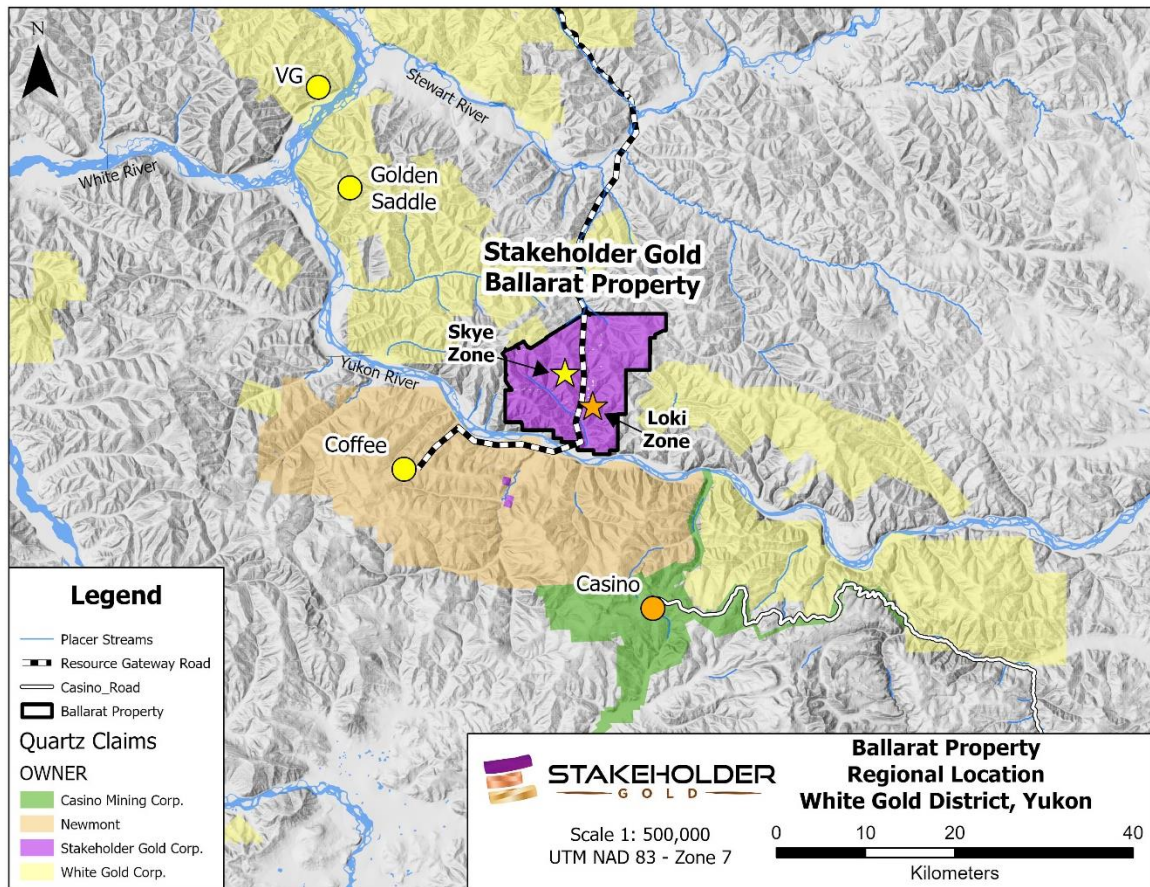 N
VG
Stewart River
White River
Golden
Saddle
Stakeholder Gold
Ballarat Property
Skye
Zone
Yukon River
Loki
Zone
Coffee
Casino
Legend
Placer Streams
Resource Gateway Road
Casino_Road
Ballarat Property
Quartz Claims
OWNER
Casino Mining Corp.
Newmont
Stakeholder Gold Corp.
White Gold Corp.
STAKEHOLDER
GOLD
Scale 1: 500,000
UTM NAD 83 - Zone 7
Ballarat Property
Regional Location
White Gold District, Yukon
0 10 20 40
Kilometers